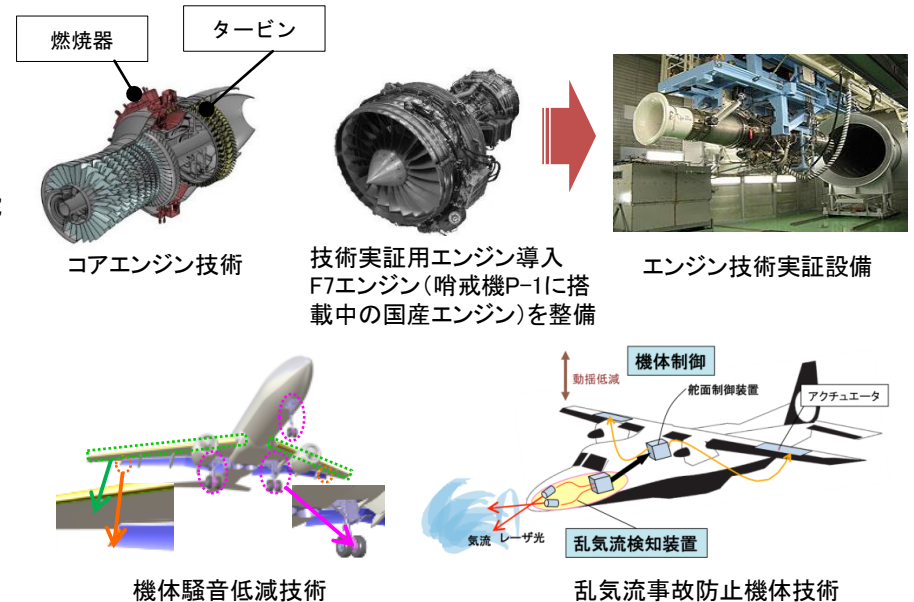 燃焼器
タービン
コアエンジン技術
技術実証用エンジン導入
F7エンジン(哨戒機P-1に搭
載中の国産エンジン)を整備
エンジン技術実証設備
機体制御
動揺低減
舵面制御装置
アクチュエータ
気流
レーザ光
乱気流検知装置
機体騒音低減技術
乱気流事故防止機体技術